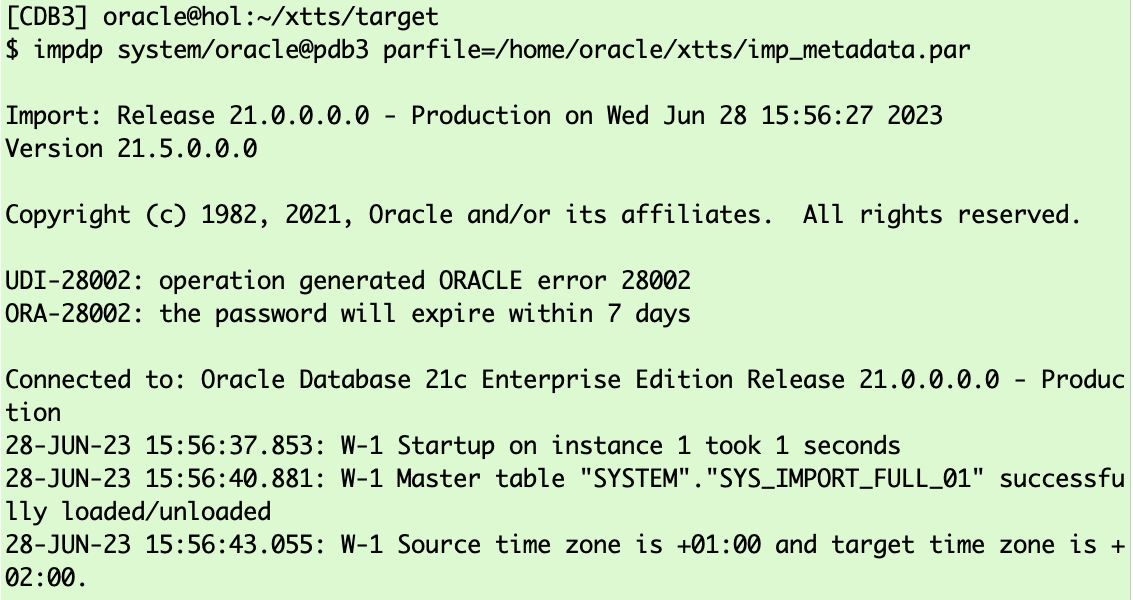 [CDB3] oracle@hol:~/xtts/target
$ impdp system/oracle@pdb3 parfile=/home/oracle/xtts/imp_metadata.par
Import: Release 21.0.0.0.0 - Production on Wed Jun 28 15:56:27 2023
Version 21.5.0.0.0
Copyright (c) 1982, 2021, Oracle and/or its affiliates.  All rights reserved.
UDI-28002: operation generated ORACLE error 28002
ORA-28002: the password will expire within 7 days
Connected to: Oracle Database 21c Enterprise Edition Release 21.0.0.0.0 - Produc
tion
28-JUN-23 15:56:37.853: W-1 Startup on instance 1 took 1 seconds
28-JUN-23 15:56:40.881: W-1 Master table "SYSTEM"."SYS_IMPORT_FULL_01" successfu
lly loaded/unloaded
28-JUN-23 15:56:43.055: W-1 Source time zone is +01:00 and target time zone is +
02:00.